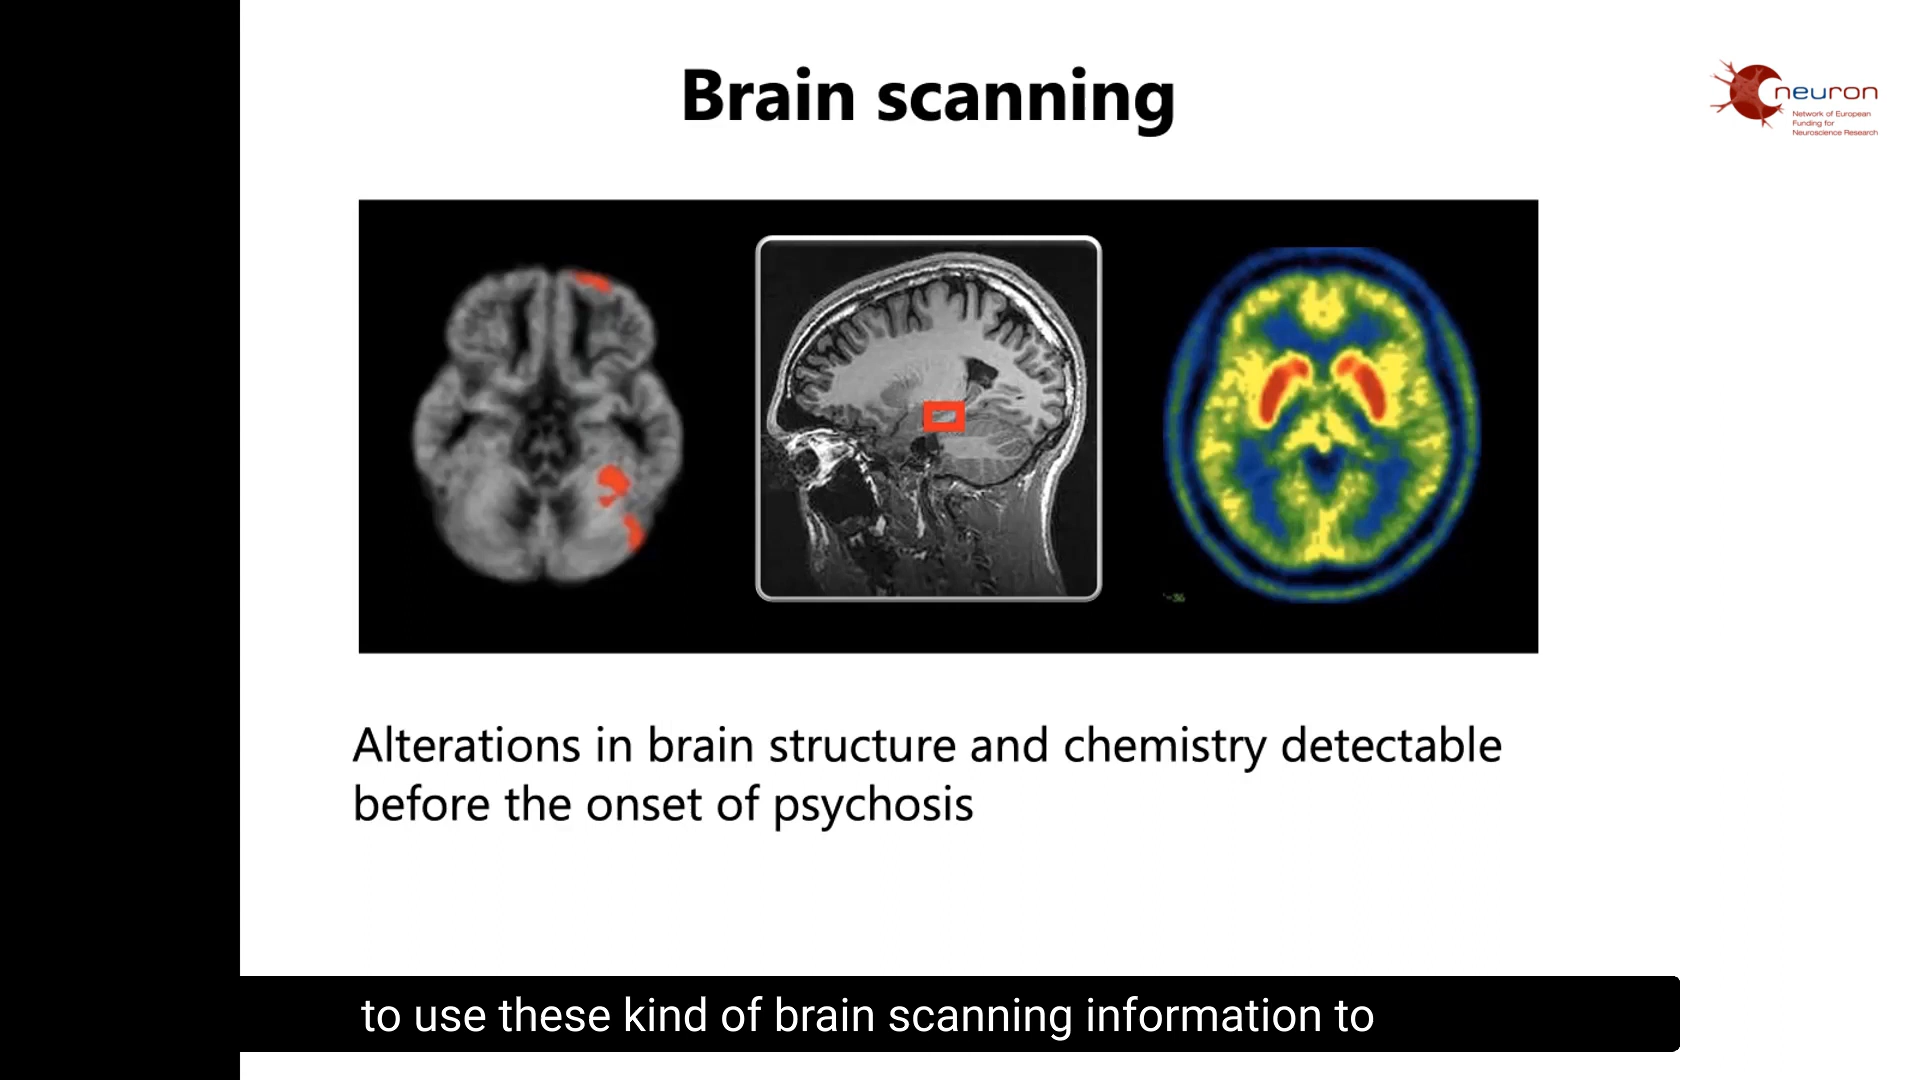 Brain scanning
neuron
Network of European
Funding for
Neuroscience Research
Alterations in brain structure and chemistry detectable
before the onset of psychosis
to use these kind of brain scanning information to